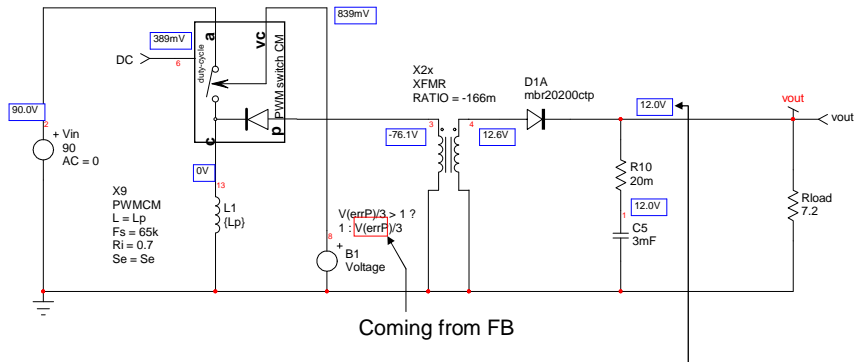 839mV
a
vc
389mV
DC
6
duty-cycle
PWM switch CM
c
p
90.0V
2
+ Vin
90
AC = 0
0V
13
X9
PWMCM
L = Lp
Fs = 65k
Ri = 0.7
Se = Se
L1
{Lp}
X2x
XFMR
RATIO = -166m
-76.1V
3
4
12.6V
D1A
mbr20200ctp
12.0V
vout
vout
R10
20m
12.0V
1
C5
3mF
Rload
7.2
V(errP)/3 > 1 ?
1 : V(errP)/3
8
+
B1
Voltage
Coming from FB